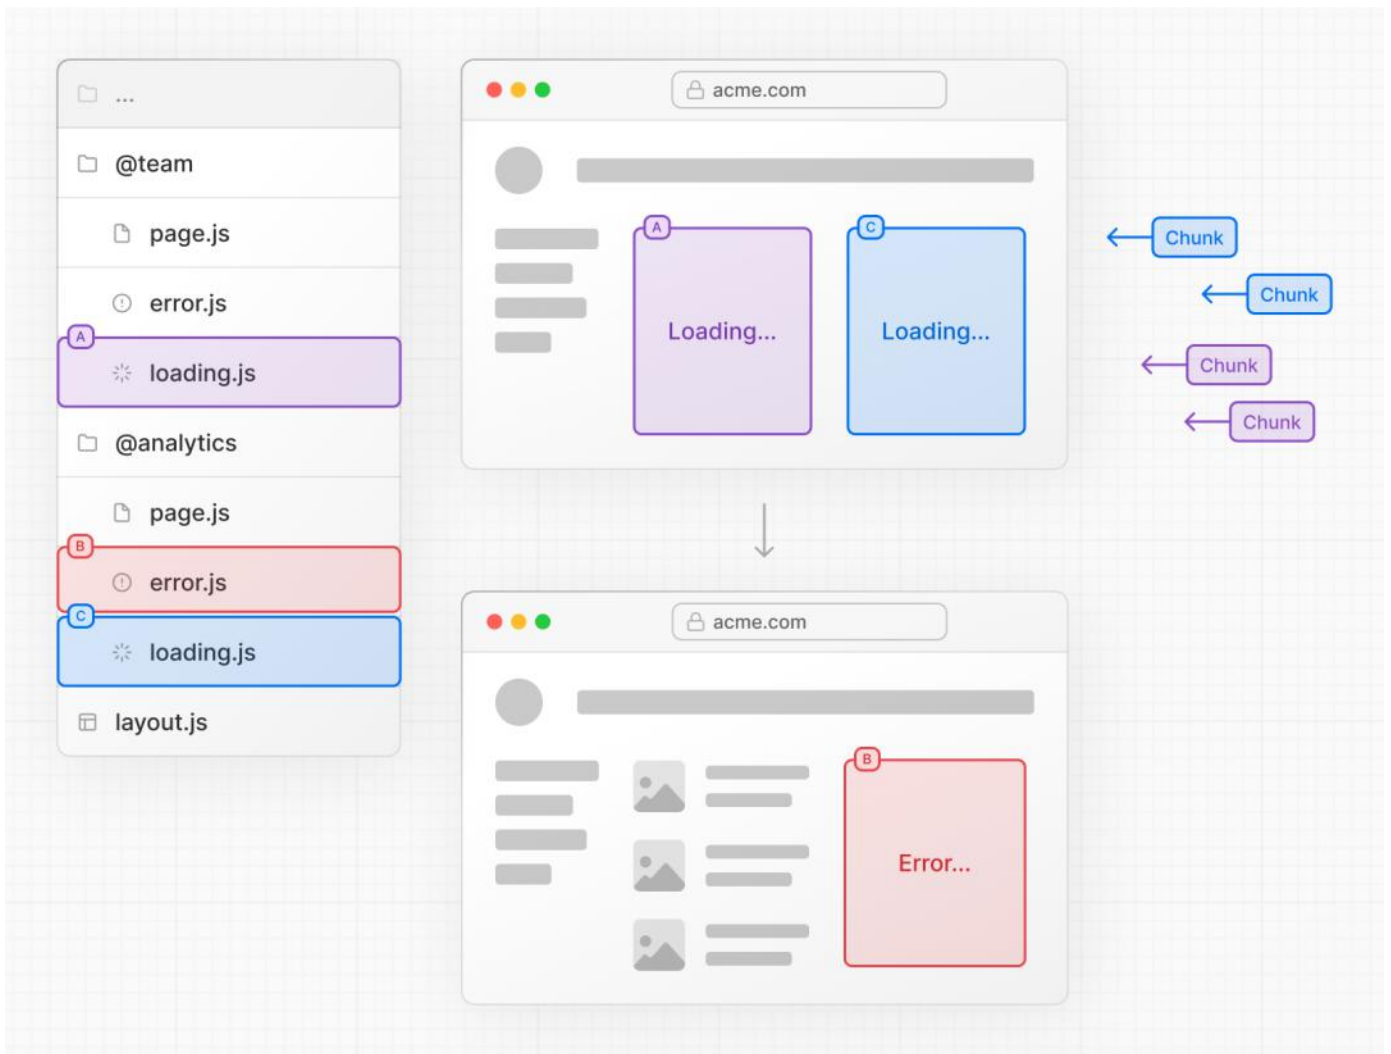 ...
@team
page.js
error.js
A
loading.js
@analytics
page.js
B
error.js
C
loading.js
layout.js
acme.com
A
Loading...
C
Loading...
Chunk
Chunk
Chunk
Chunk
acme.com
B
Error...